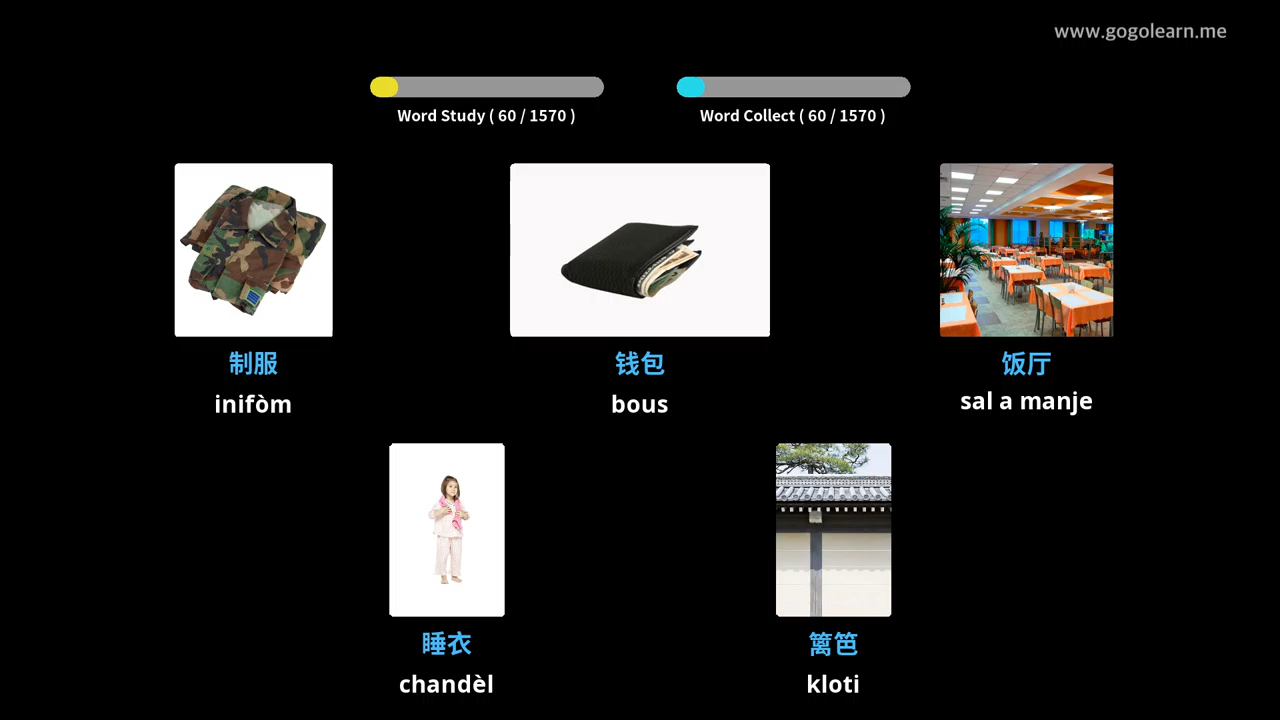 www.gogolearn.me
Word Study ( 60 / 1570 )
Word Collect ( 60 / 1570 )
制服
inifòm
钱包
bous
饭厅
sal a manje
睡衣
chandèl
篱笆
kloti